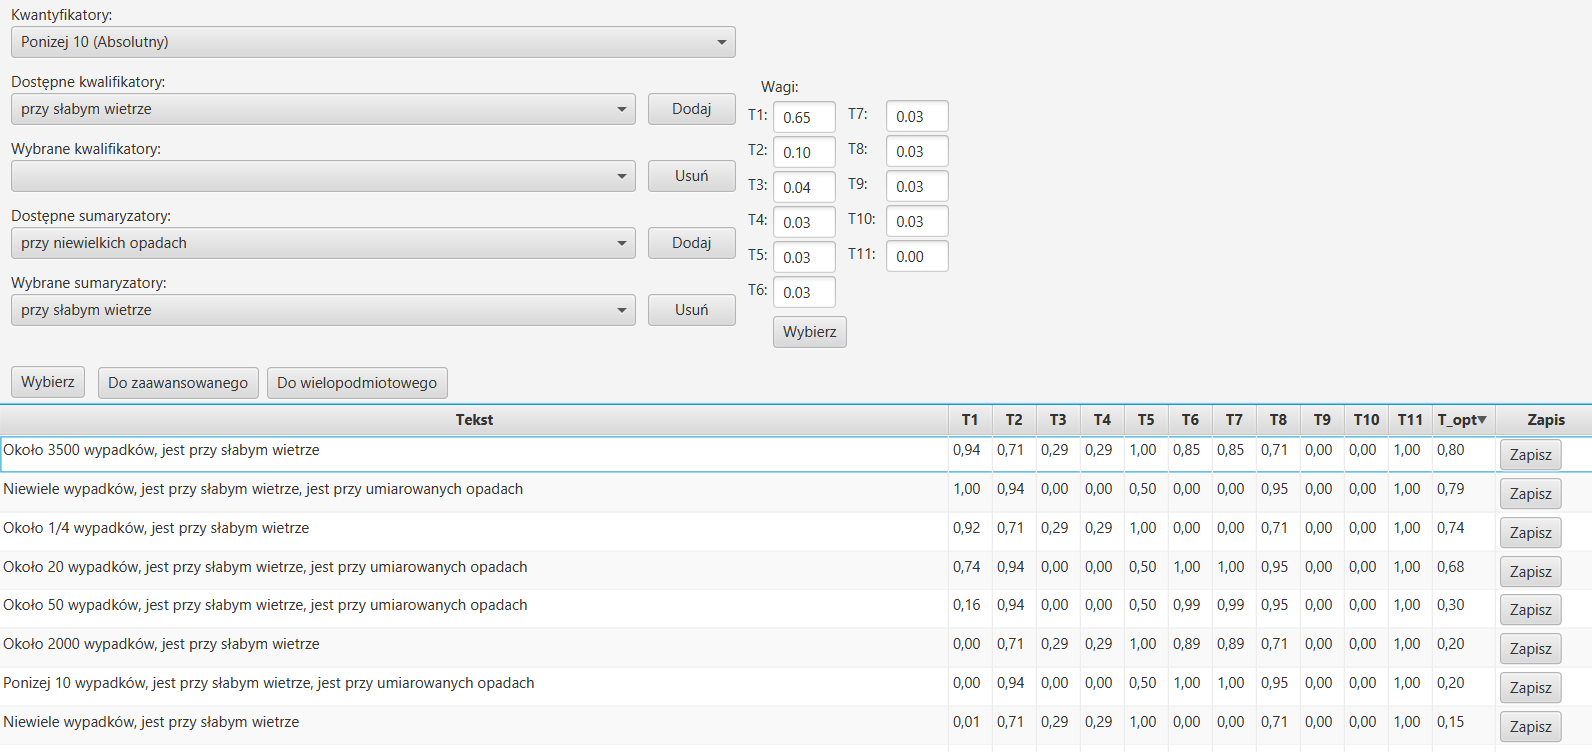 Kwantyfikatory:
Ponizej 10 (Absolutny)
Dostępne kwalifikatory:
przy słabym wietrze Dodaj
Wybrane kwalifikatory:
Usuń
Dostępne sumaryzatory:
przy niewielkich opadach Dodaj
Wybrane sumaryzatory:
przy słabym wietrze Usuń
Wagi:
T1: 0.65 T7: 0.03
T2: 0.10 T8: 0.03
T3: 0.04 T9: 0.03
T4: 0.03 T10: 0.03
T5: 0.03 T11: 0.00
T6: 0.03
Wybierz
Wybierz Do zaawansowanego Do wielopodmiotowego
Tekst T1 T2 T3 T4 T5 T6 T7 T8 T9 T10 T11 T_opt Zapis
Około 3500 wypadków, jest przy słabym wietrze 0,94 0,71 0,29 0,29 1,00 0,85 0,85 0,71 0,00 0,00 1,00 0,80 Zapisz
Niewiele wypadków, jest przy słabym wietrze, jest przy umiarowanych opadach 1,00 0,94 0,00 0,00 0,50 0,00 0,00 0,95 0,00 0,00 1,00 0,79 Zapisz
Około 1/4 wypadków, jest przy słabym wietrze 0,92 0,71 0,29 0,29 1,00 0,00 0,00 0,71 0,00 0,00 1,00 0,74 Zapisz
Około 20 wypadków, jest przy słabym wietrze, jest przy umiarowanych opadach 0,74 0,94 0,00 0,00 0,50 1,00 1,00 0,95 0,00 0,00 1,00 0,68 Zapisz
Około 50 wypadków, jest przy słabym wietrze, jest przy umiarowanych opadach 0,16 0,94 0,00 0,00 0,50 0,99 0,99 0,95 0,00 0,00 1,00 0,30 Zapisz
Około 2000 wypadków, jest przy słabym wietrze 0,00 0,71 0,29 0,29 1,00 0,89 0,89 0,71 0,00 0,00 1,00 0,20 Zapisz
Ponizej 10 wypadków, jest przy słabym wietrze, jest przy umiarowanych opadach 0,00 0,94 0,00 0,00 0,50 1,00 1,00 0,95 0,00 0,00 1,00 0,20 Zapisz
Niewiele wypadków, jest przy słabym wietrze 0,01 0,71 0,29 0,29 1,00 0,00 0,00 0,71 0,00 0,00 1,00 0,15 Zapisz